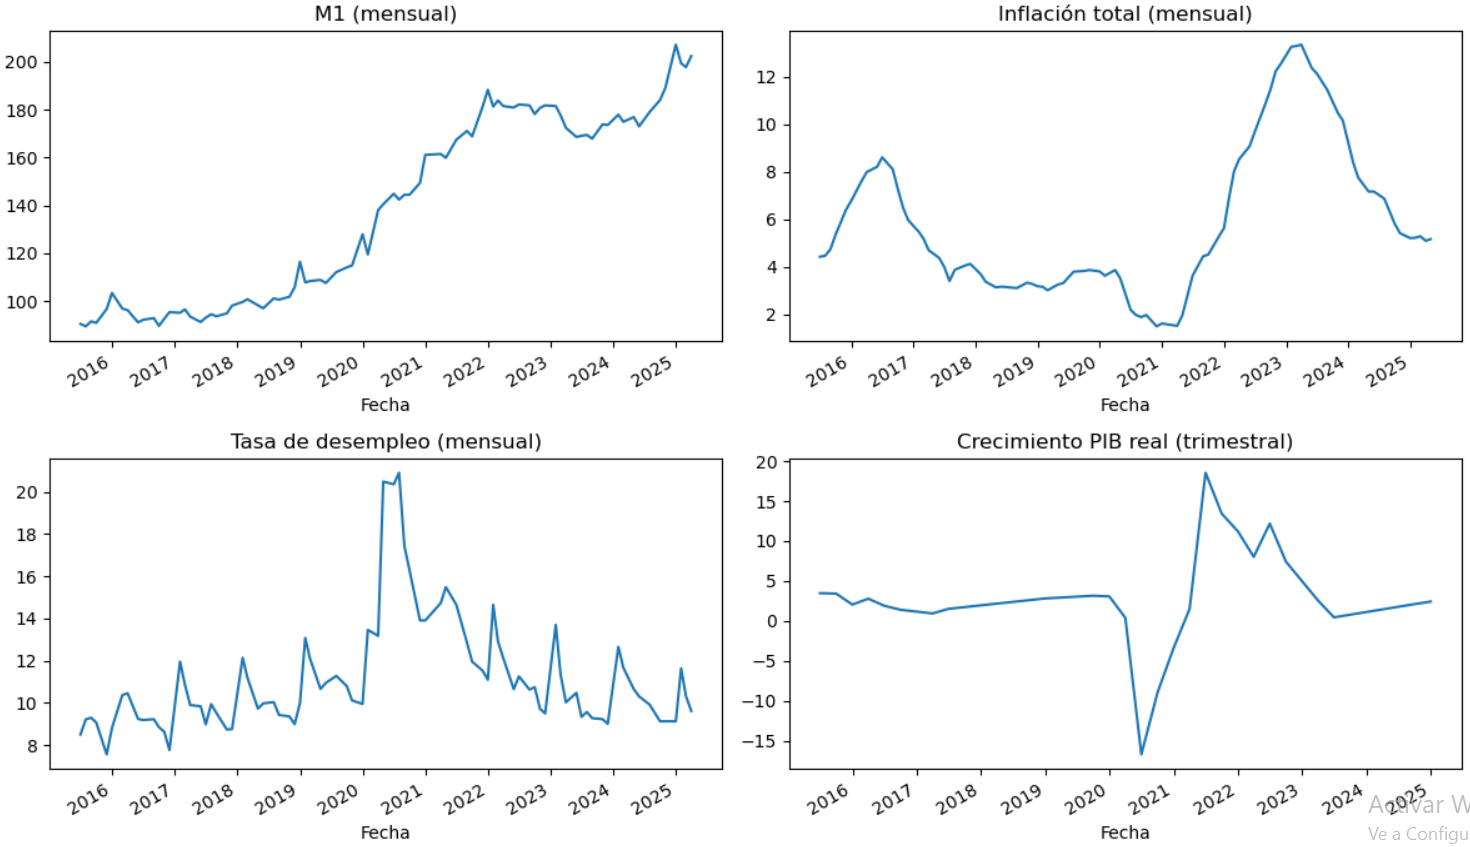 M1 (mensual)
200
180
160
140
120
100
2016 2017 2018 2019 2020 2021 2022 2023 2024 2025
Fecha
Inflación total (mensual)
12
10
8
6
4
2
2016 2017 2018 2019 2020 2021 2022 2023 2024 2025
Fecha
Tasa de desempleo (mensual)
20
18
16
14
12
10
8
2016 2017 2018 2019 2020 2021 2022 2023 2024 2025
Fecha
Crecimiento PIB real (trimestral)
20
15
10
5
0
−5
−10
−15
2016 2017 2018 2019 2020 2021 2022 2023 2024 2025
Fecha
Activar W
Ve a Configu